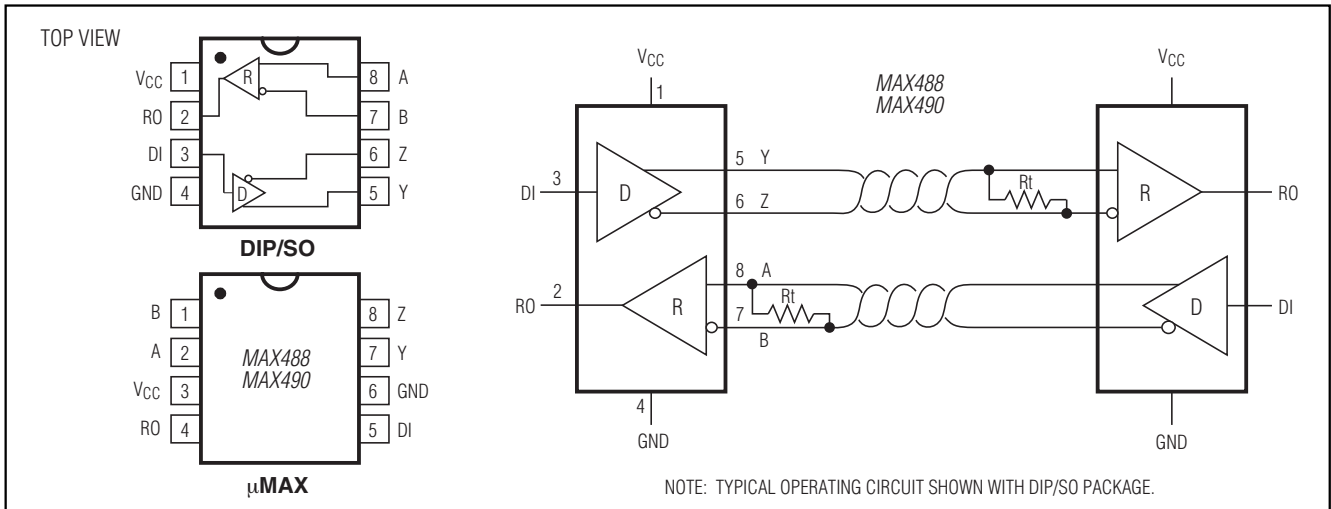 TOP VIEW
VCC 1
RO 2
DI 3
GND 4
8 A
7 B
6 Z
5 Y
R
D
DIP/SO
B 1
A 2
VCC 3
RO 4
8 Z
7 Y
6 GND
5 DI
MAX488
MAX490
µMAX
MAX488
MAX490
VCC
1
VCC
DI 3
D
5 Y
6 Z
Rt
R
RO
RO 2
R
8 A
7
B
Rt
D
DI
4
GND
GND
NOTE: TYPICAL OPERATING CIRCUIT SHOWN WITH DIP/SO PACKAGE.